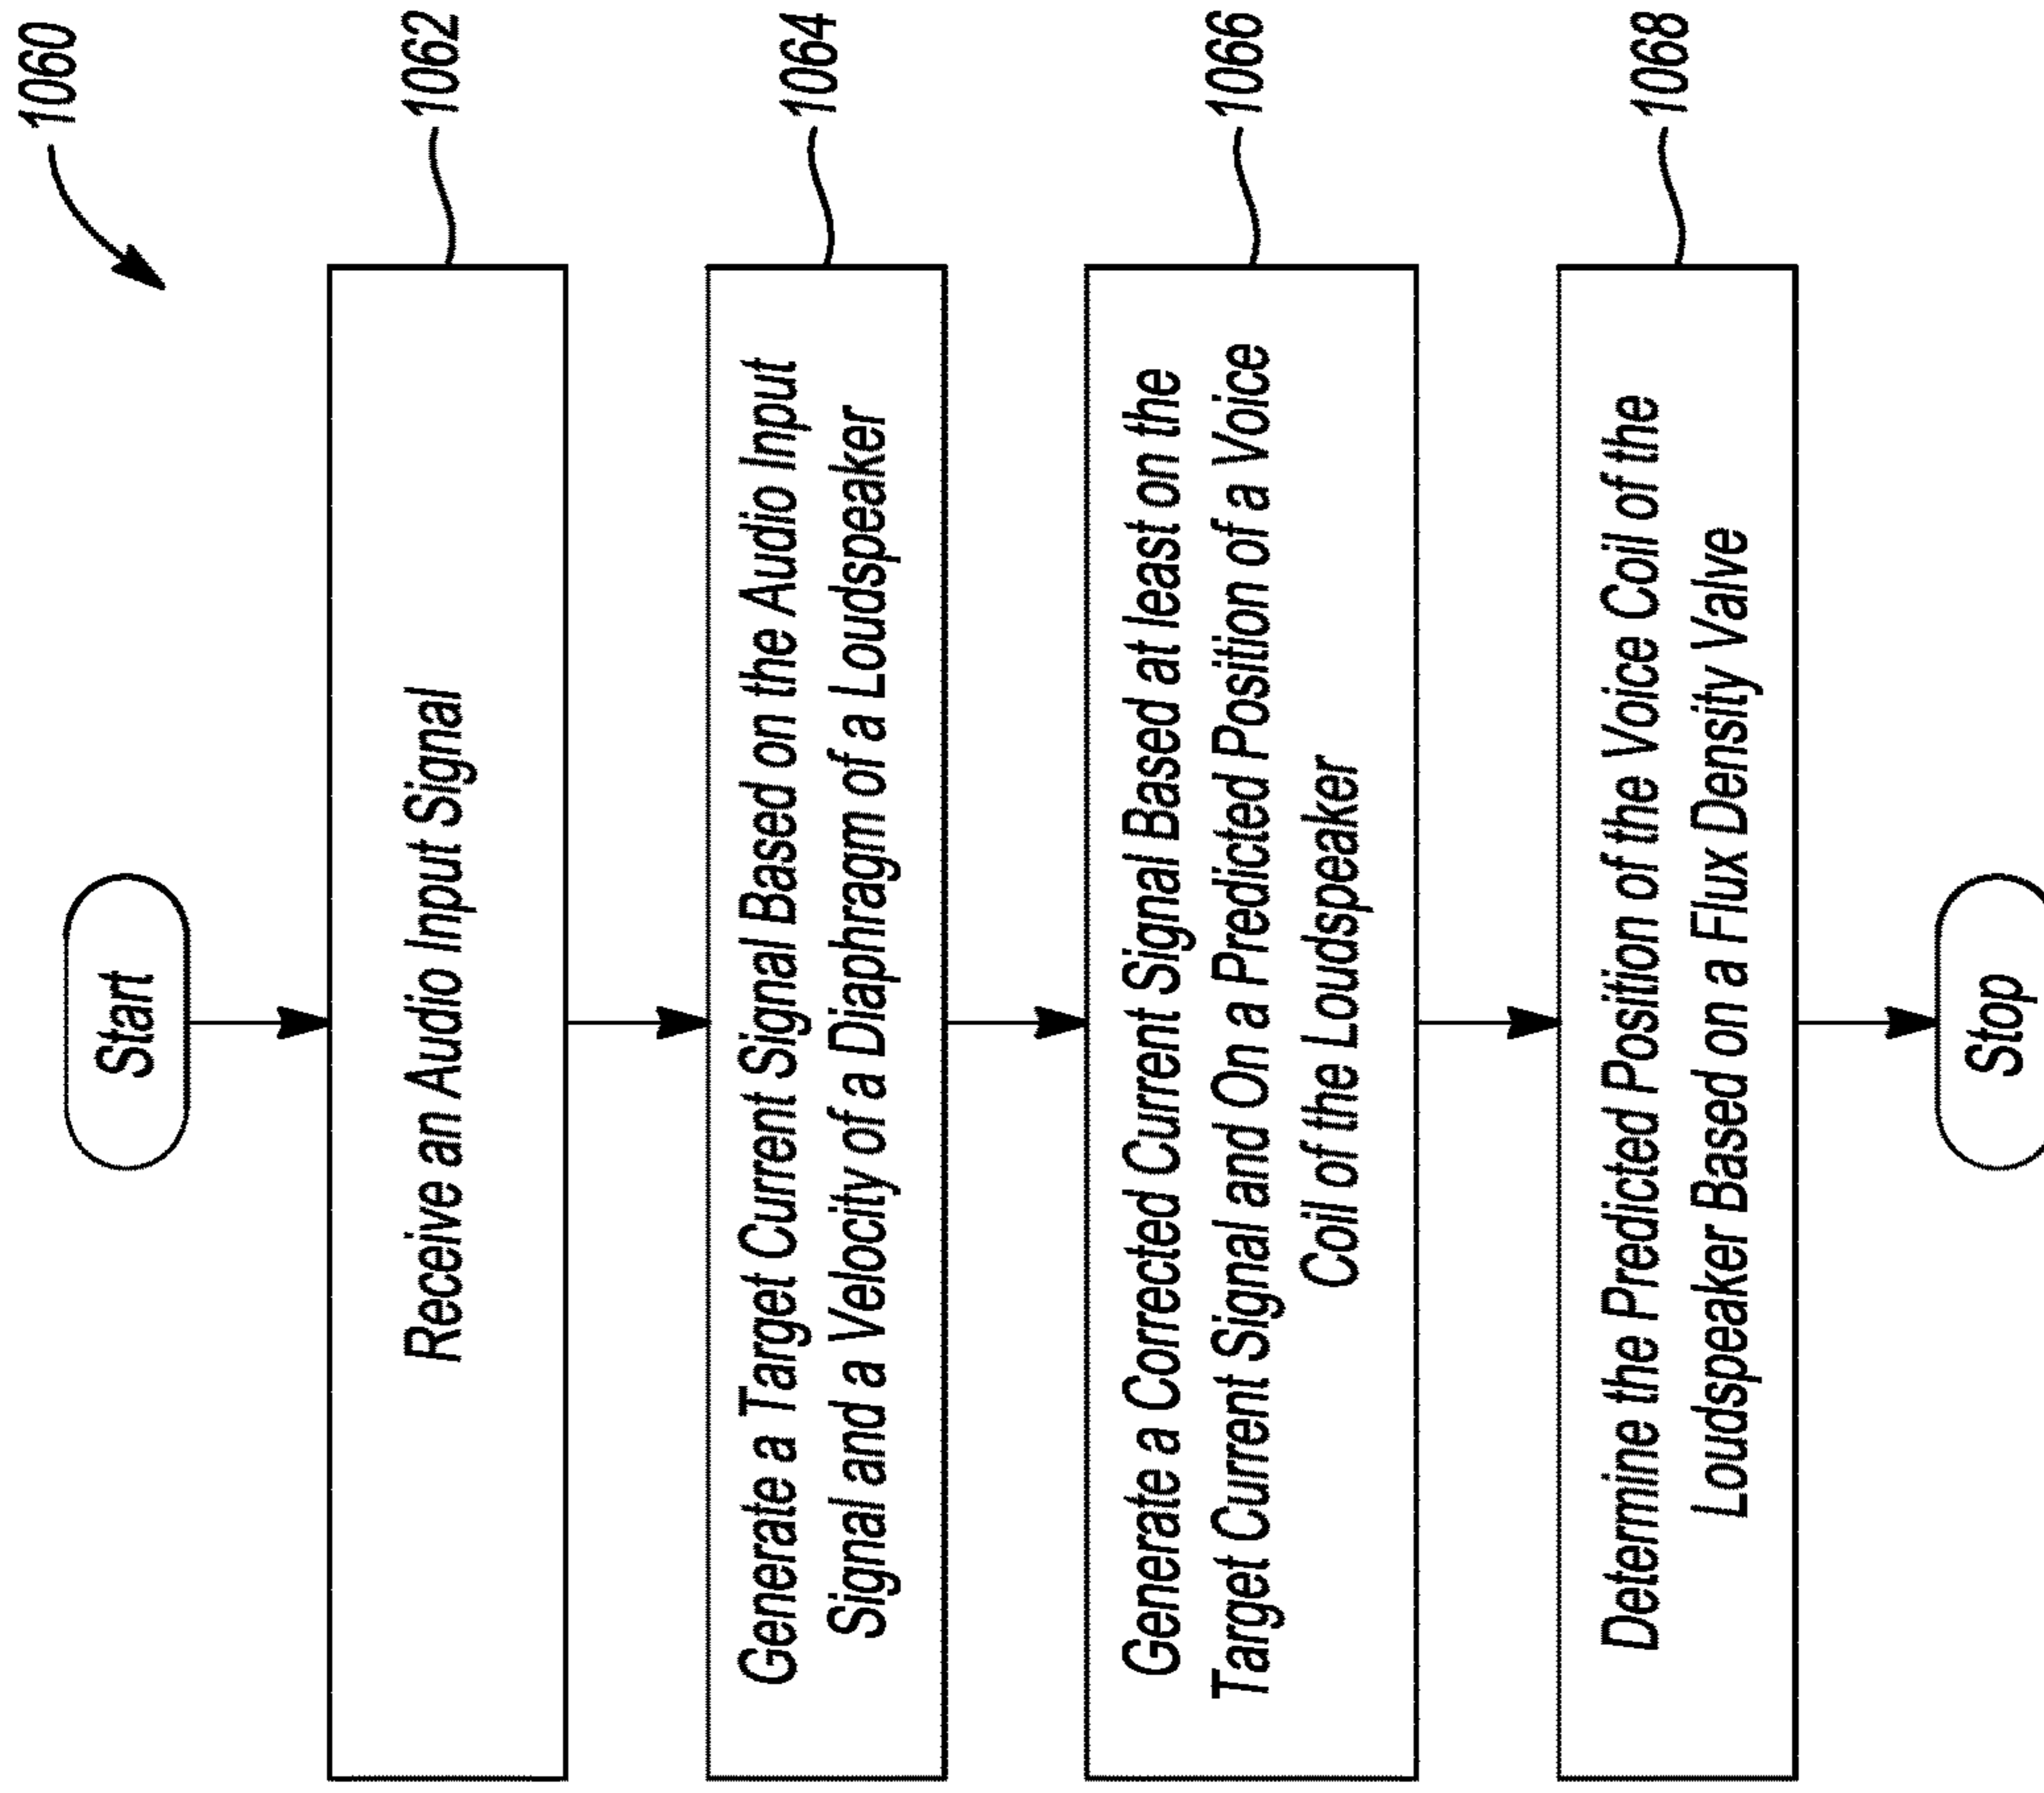 1060
Start
Receive an Audio Input Signal
1062
Generate a Target Current Signal Based on the Audio Input
Signal and a Velocity of a Diaphragm of a Loudspeaker
1064
Generate a Corrected Current Signal Based at least on the
Target Current Signal and On a Predicted Position of a Voice
Coil of the Loudspeaker
1066
Determine the Predicted Position of the Voice Coil of the
Loudspeaker Based on a Flux Density Valve
1068
Stop